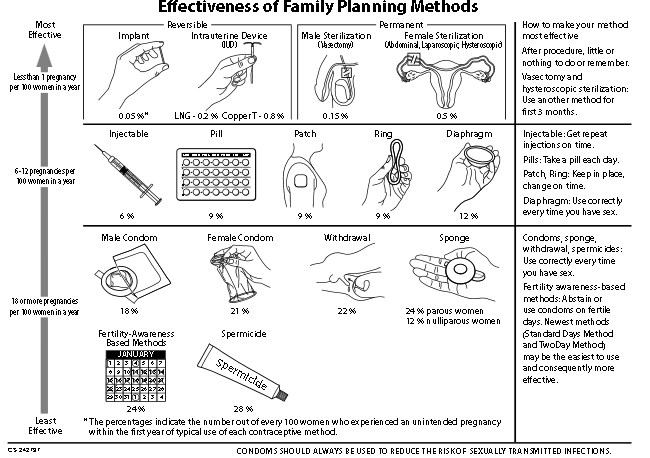 Effectiveness of Family Planning Methods
Most
Effective
Less than 1 pregnancy
per 100 women in a year
6-12 pregnancies per
100 women in a year
18 or more pregnancies
per 100 women in a year
Least
Effective
Reversible
Permanent
Implant
Intrauterine Device
(IUD)
Male Sterilization
(Vasectomy)
Female Sterilization
(Abdominal, Laparoscopic, Hysteroscopic)
0.05 %*
LNG - 0.2 % Copper T - 0.8 %
0.15 %
0.5 %
How to make your method
most effective
After procedure, little or
nothing to do or remember.
Vasectomy and
hysteroscopic sterilization:
Use another method for
first 3 months.
Injectable
Pill
Patch
Ring
Diaphragm
6 %
9 %
9 %
9 %
12 %
Injectable: Get repeat
injections on time.
Pills: Take a pill each day.
Patch, Ring: Keep in place,
change on time.
Diaphragm: Use correctly
every time you have sex.
Male Condom
Female Condom
Withdrawal
Sponge
18 %
21 %
22 %
24 % parous women
12 % nulliparous women
Fertility-Awareness
Based Methods
Spermicide
JANUARY
1 2 3 4 5 6 7
Spermicide
24 %
28 %
Condoms, sponge,
withdrawal, spermicides:
Use correctly every time
you have sex.
Fertility awareness-based
methods: Abstain or
use condoms on fertile
days. Newest methods
(Standard Days Method
and TwoDay Method)
may be the easiest to use
and consequently more
effective.
* The percentages indicate the number out of every 100 women who experienced an unintended pregnancy
within the first year of typical use of each contraceptive method.
CS 242797
CONDOMS SHOULD ALWAYS BE USED TO REDUCE THE RISK OF SEXUALLY TRANSMITTED INFECTIONS.